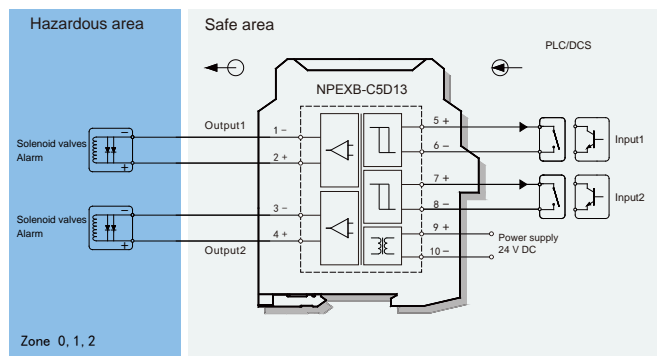 Hazardous area
Safe area
PLC/DCS
NPEXB-C5D13
Output1
1 –
2 +
5 +
6 –
Input1
Solenoid valves
Alarm
–
+
7 +
8 –
Input2
3 –
4 +
Output2
Solenoid valves
Alarm
–
+
9 +
10 –
Power supply
24 V DC
Zone 0, 1, 2